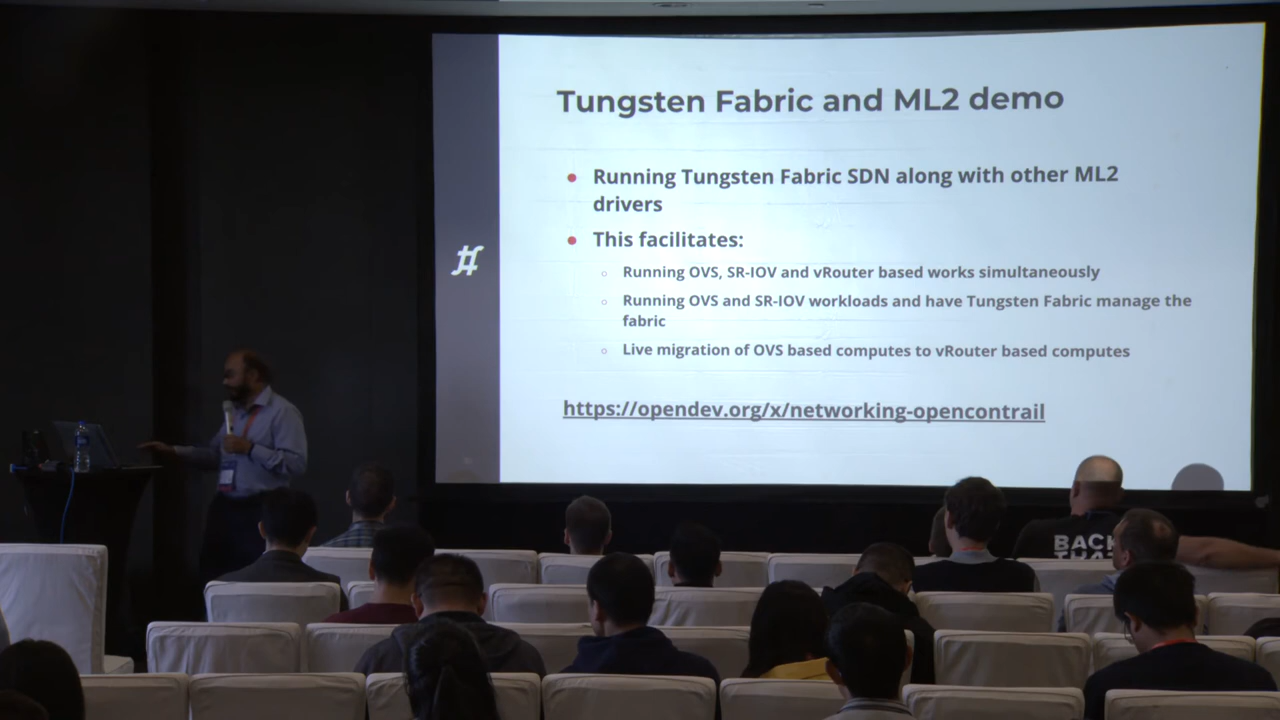 Tungsten Fabric and ML2 demo
Running Tungsten Fabric SDN along with other ML2
drivers
This facilitates:
Running OVS, SR-IOV and vRouter based works simultaneously
Running OVS and SR-IOV workloads and have Tungsten Fabric manage the
fabric
Live migration of OVS based computes to vRouter based computes
https://opendev.org/x/networking-opencontrail
BACK
THAT